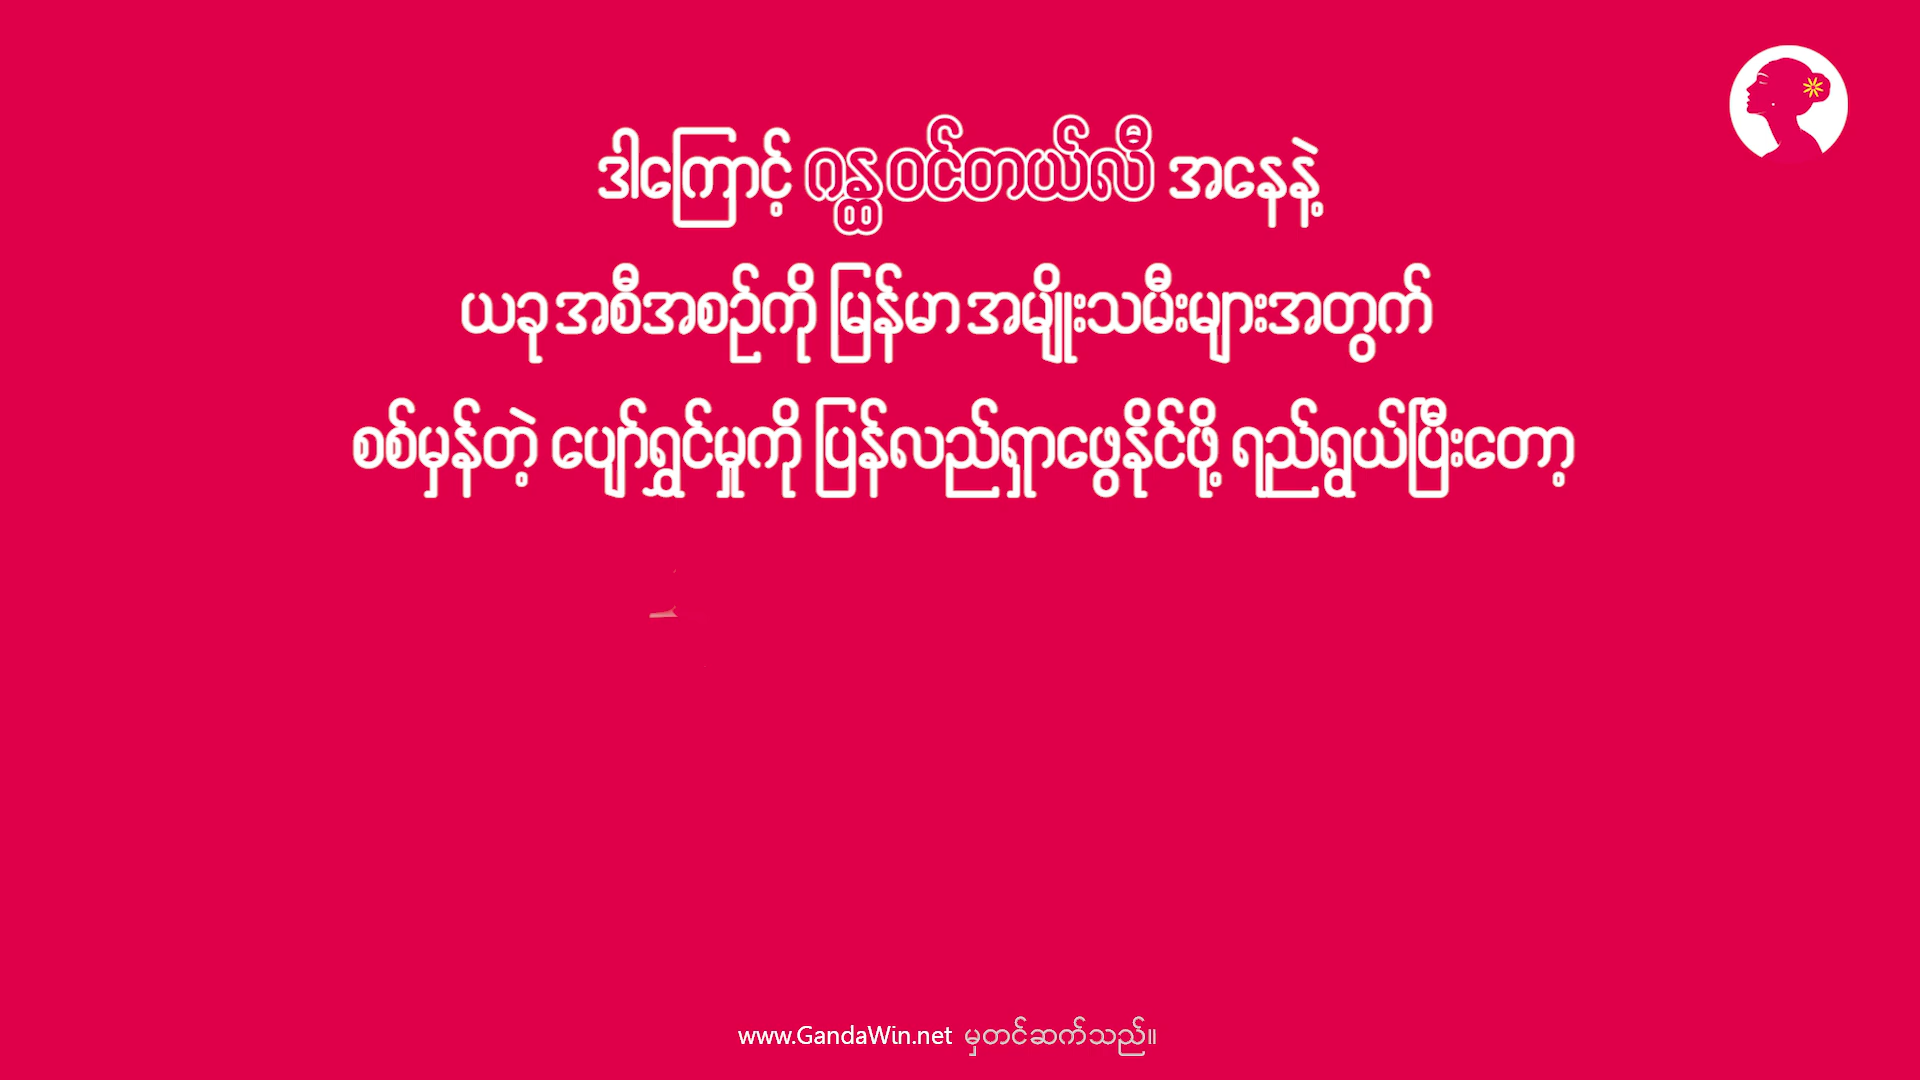 ဒါကြောင့် ဂန္ထဝင်တယ်လီ အနေနဲ့
ယခုအစီအစဉ်ကို မြန်မာအမျိုးသမီးများအတွက်
စစ်မှန်တဲ့ ပျော်ရွှင်မှုကို ပြန်လည်ရှာဖွေနိုင်ဖို့ ရည်ရွယ်ပြီးတော့
www.GandaWin.net မှတင်ဆက်သည်။